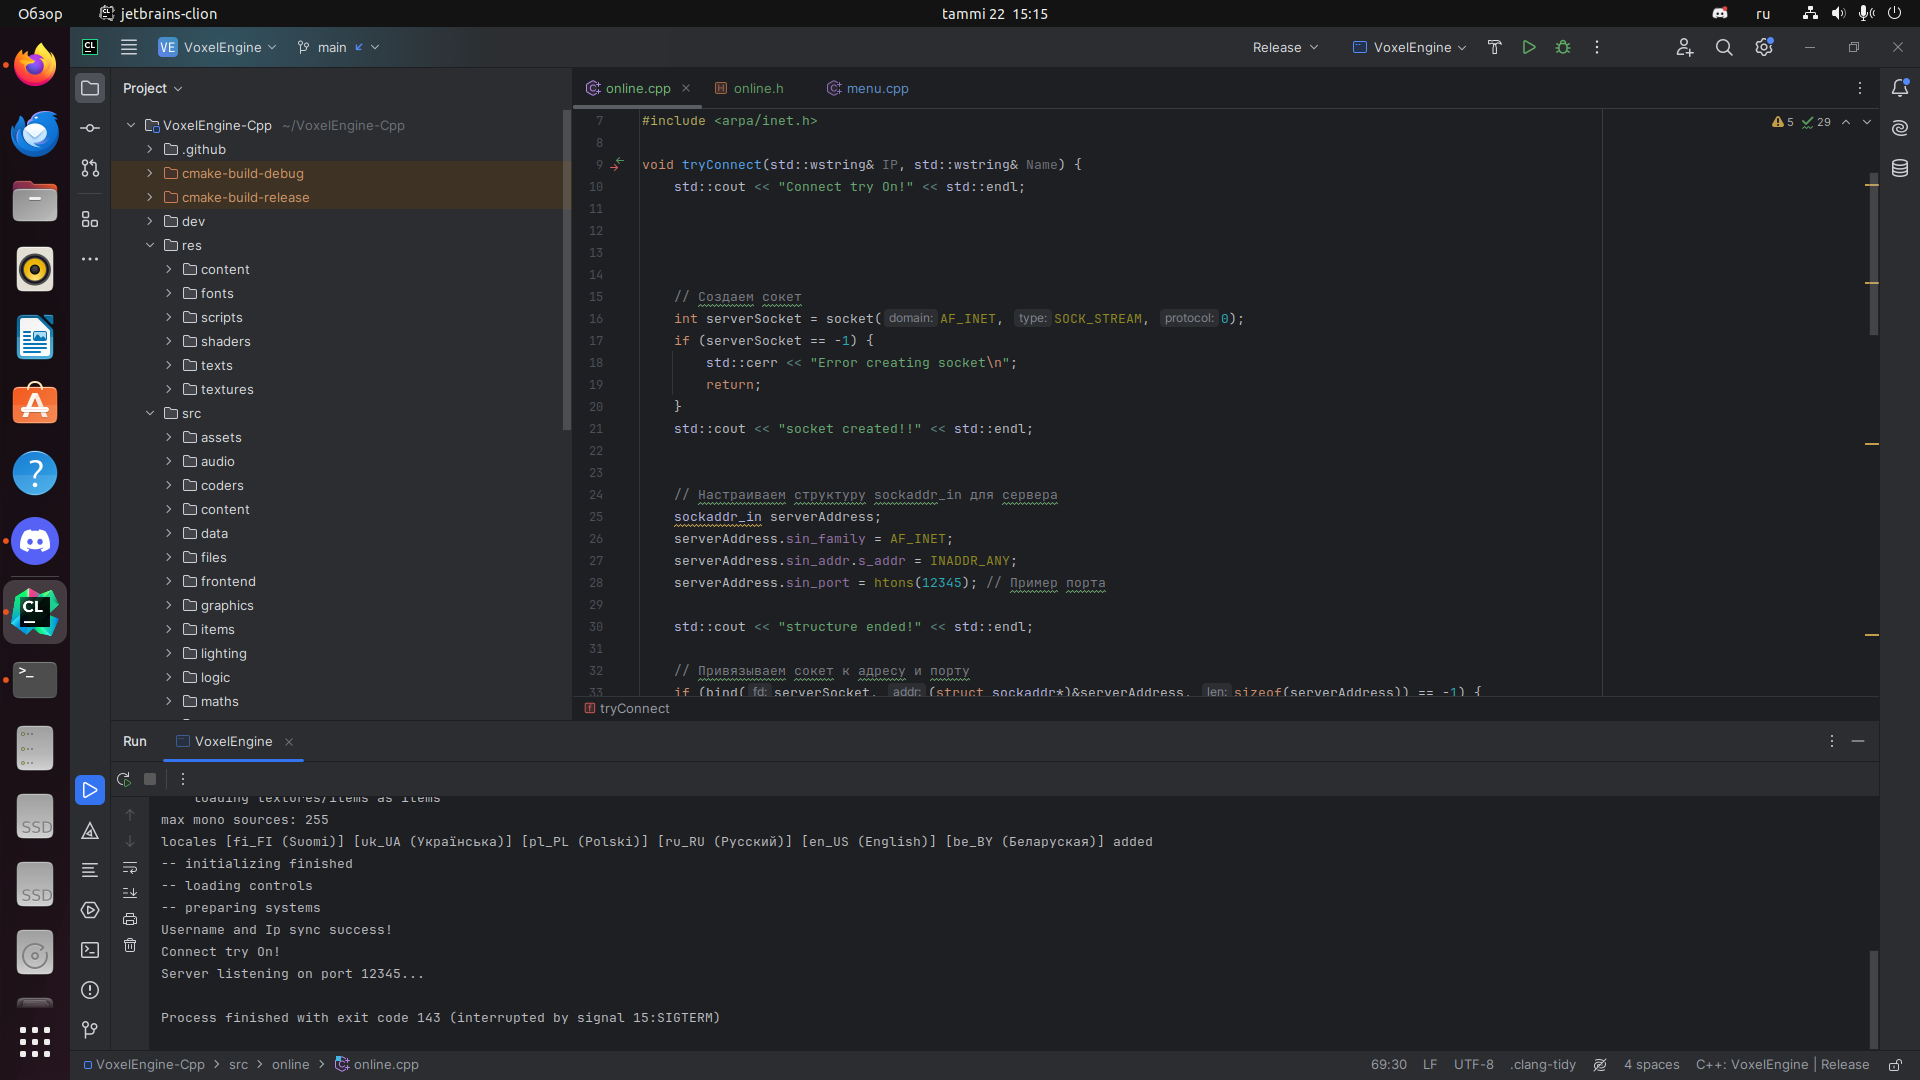 Обзор
jetbrains-clion
tammi 22 15:15
ru
CL
VE VoxelEngine
main
Release
VoxelEngine
Project
online.cpp
online.h
menu.cpp
VoxelEngine-Cpp ~/VoxelEngine-Cpp
.github
cmake-build-debug
cmake-build-release
dev
res
content
fonts
scripts
shaders
texts
textures
src
assets
audio
coders
content
data
files
frontend
graphics
items
lighting
logic
maths
5 29
7 #include <arpa/inet.h>
8
9 void tryConnect(std::wstring& IP, std::wstring& Name) {
10 std::cout << "Connect try On!" << std::endl;
11
12
13
14
15 // Создаем сокет
16 int serverSocket = socket( domain: AF_INET, type: SOCK_STREAM, protocol: 0);
17 if (serverSocket == -1) {
18 std::cerr << "Error creating socket\n";
19 return;
20 }
21 std::cout << "socket created!!" << std::endl;
22
23
24 // Настраиваем структуру sockaddr_in для сервера
25 sockaddr_in serverAddress;
26 serverAddress.sin_family = AF_INET;
27 serverAddress.sin_addr.s_addr = INADDR_ANY;
28 serverAddress.sin_port = htons(12345); // Пример порта
29
30 std::cout << "structure ended!" << std::endl;
31
32 // Привязываем сокет к адресу и порту
33 if (bind( fd: serverSocket, addr: (struct sockaddr*)&serverAddress, len: sizeof(serverAddress)) == -1) {
tryConnect
Run
VoxelEngine
loading textures/items as items
max mono sources: 255
locales [fi_FI (Suomi)] [uk_UA (Українська)] [pl_PL (Polski)] [ru_RU (Русский)] [en_US (English)] [be_BY (Беларуская)] added
-- initializing finished
-- loading controls
-- preparing systems
Username and Ip sync success!
Connect try On!
Server listening on port 12345...
Process finished with exit code 143 (interrupted by signal 15:SIGTERM)
CL
SSD
SSD
VoxelEngine-Cpp
src
online
online.cpp
69:30
LF
UTF-8
.clang-tidy
4 spaces
C++: VoxelEngine | Release